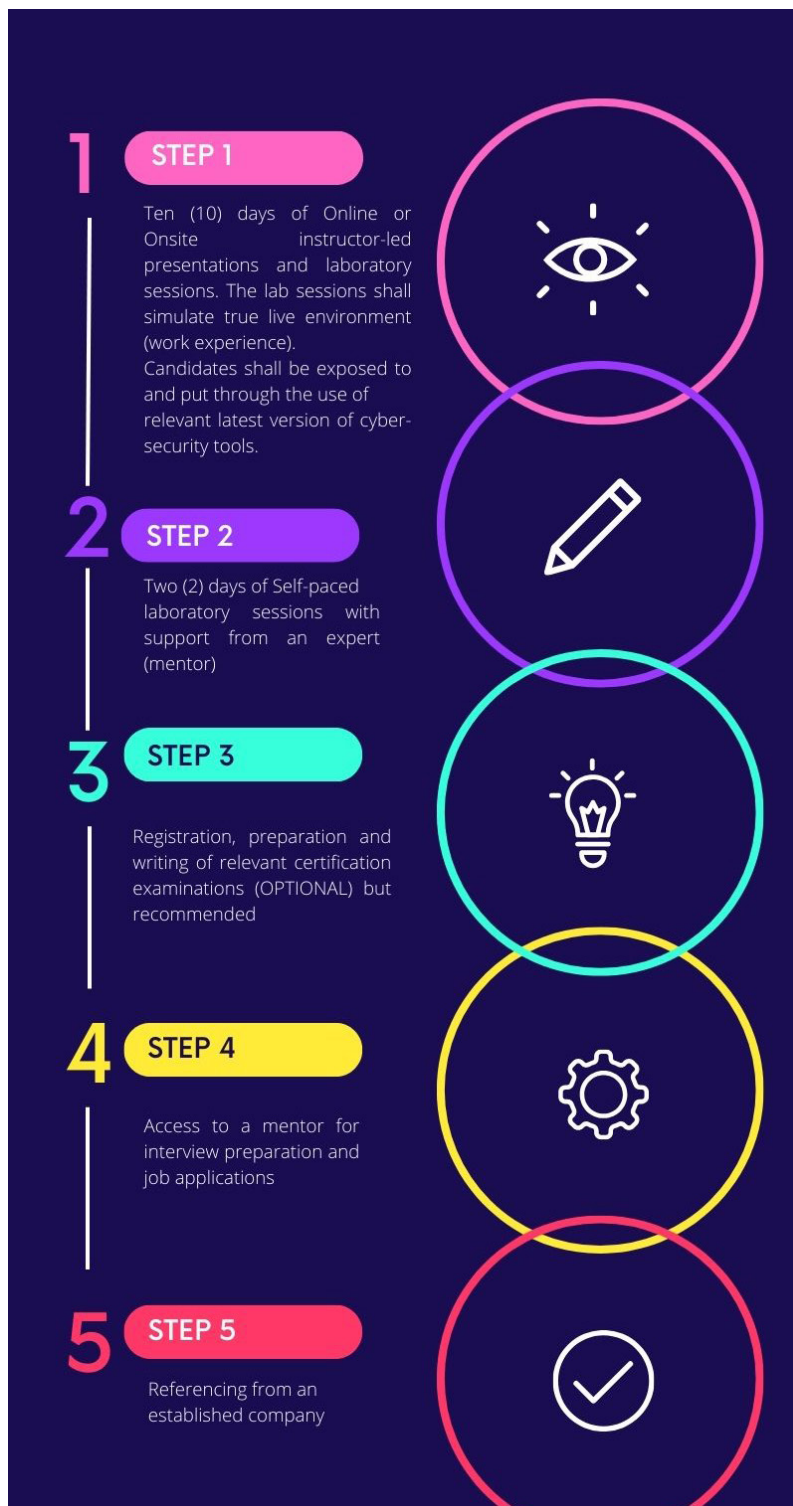 1
STEP 1
Ten (10) days of Online or
Onsite instructor-led
presentations and laboratory
sessions. The lab sessions shall
simulate true live environment
(work experience).
Candidates shall be exposed to
and put through the use of
relevant latest version of cyber-
security tools.
2
STEP 2
Two (2) days of Self-paced
laboratory sessions with
support from an expert
(mentor)
3
STEP 3
Registration, preparation and
writing of relevant certification
examinations (OPTIONAL) but
recommended
4
STEP 4
Access to a mentor for
interview preparation and
job applications
5
STEP 5
Referencing from an
established company